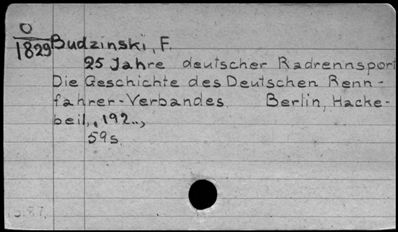 O
1829 Budzinski, F.
25 Jahre deutscher Radrennsport
Die Geschichte des Deutschen Renn-
fahrer-Verbandes. Berlin, Hacke-
beil, 192..,
59s.